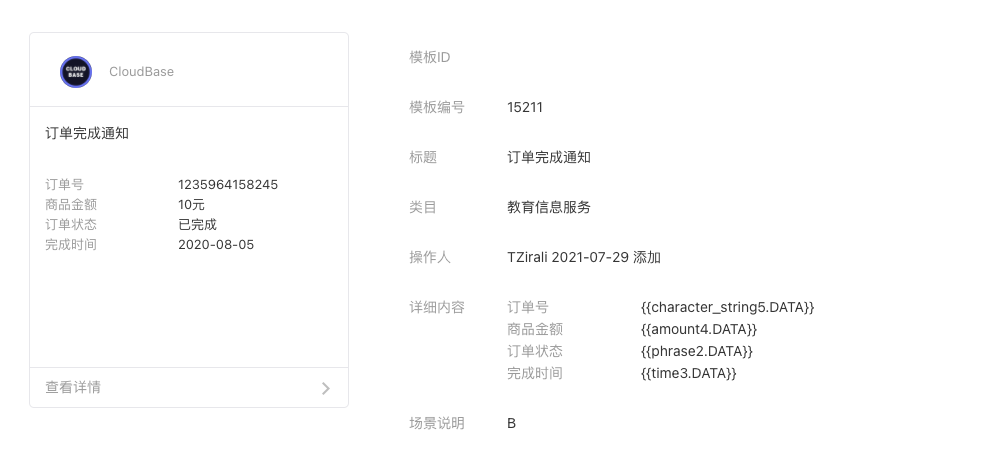 CLOUD
BASE
CloudBase
订单完成通知
订单号 1235964158245
商品金额 10元
订单状态 已完成
完成时间 2020-08-05
查看详情
模板ID
模板编号 15211
标题 订单完成通知
类目 教育信息服务
操作人 TZirali 2021-07-29 添加
详细内容 订单号 {{character_string5.DATA}}
商品金额 {{amount4.DATA}}
订单状态 {{phrase2.DATA}}
完成时间 {{time3.DATA}}
场景说明 B